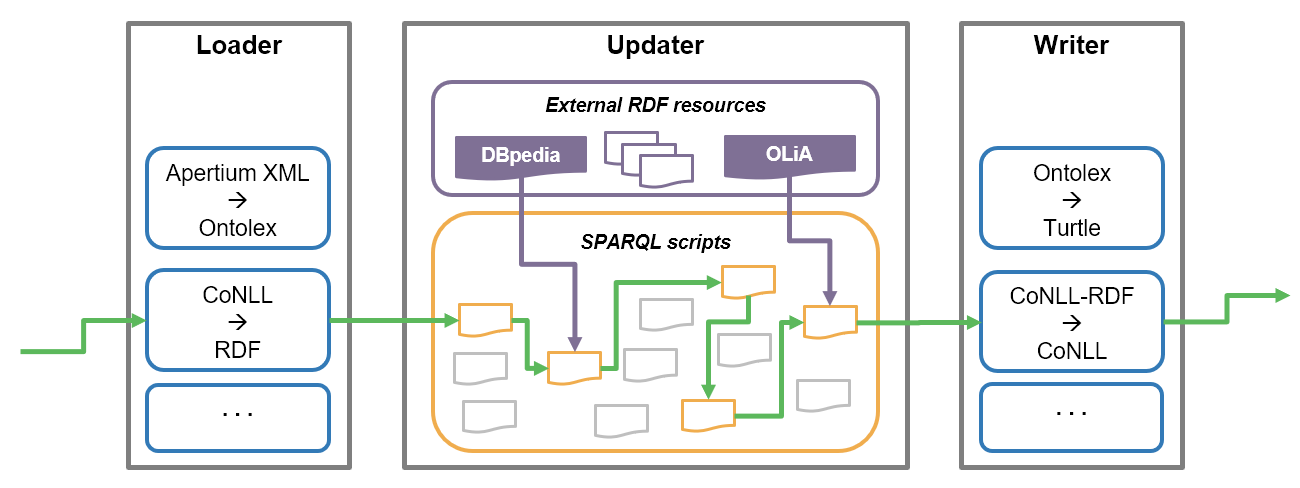 Loader
Apertium XML
→
Ontolex
CoNLL
→
RDF
...
Updater
External RDF resources
DBpedia
OLiA
SPARQL scripts
Writer
Ontolex
→
Turtle
CoNLL-RDF
→
CoNLL
...